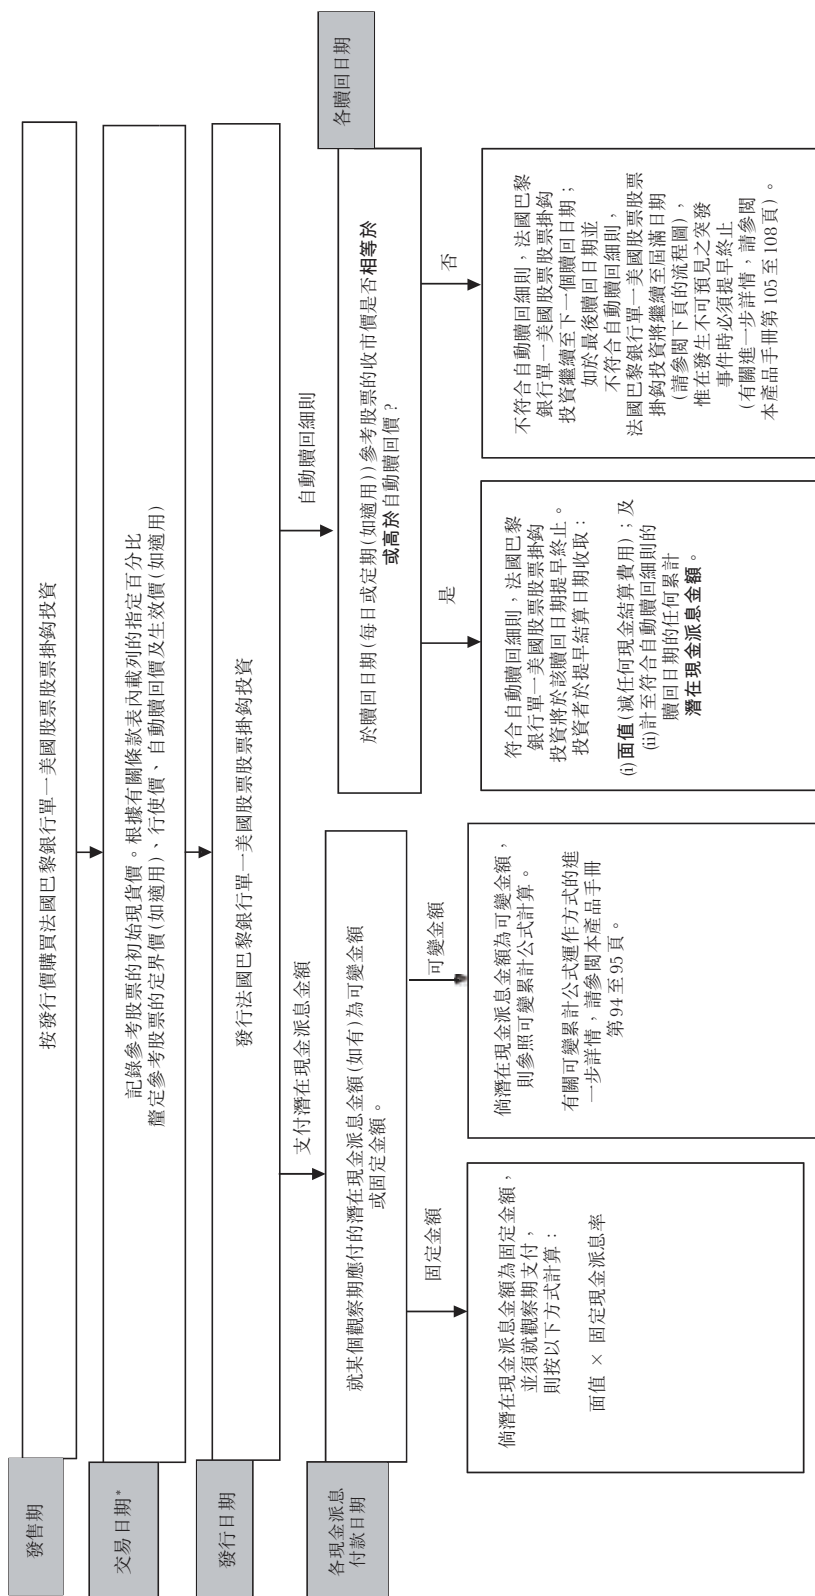 發售期
按發行價購買法國巴黎銀行單一美國股票股票掛鈎投資
交易日期*
記錄參考股票的初始現貨價。根據有關條款表內載列的指定百分比
釐定參考股票的定界價(如適用)、行使價、自動贖回價及生效價(如適用)
發行日期
發行法國巴黎銀行單一美國股票股票掛鈎投資
支付潛在現金派息金額
自動贖回細則
各現金派息
付款日期
就某個觀察期應付的潛在現金派息金額(如有)為可變金額
或固定金額。
固定金額
可變金額
倘潛在現金派息金額為固定金額，
並須就觀察期支付，
則按以下方式計算：
面值 × 固定現金派息率
倘潛在現金派息金額為可變金額，
則參照可變累計公式計算。
有關可變累計公式運作方式的進
一步詳情，請參閱本產品手冊
第94至95頁。
各贖回日期
於贖回日期(每日或定期(如適用))參考股票的收市價是否相等於
或高於自動贖回價？
是
否
符合自動贖回細則，法國巴黎
銀行單一美國股票股票掛鈎
投資將於該贖回日期提早終止。
投資者於提早結算日期收取：
(i) 面值(減任何現金結算費用)；及
(ii) 計至符合自動贖回細則的
贖回日期的任何累計
潛在現金派息金額。
不符合自動贖回細則，法國巴黎
銀行單一美國股票股票掛鈎
投資繼續至下一個贖回日期；
如於最後贖回日期並
不符合自動贖回細則，
法國巴黎銀行單一美國股票股票
掛鈎投資將繼續至屆滿日期
(請參閱下頁的流程圖)，
惟在發生不可預見之突發
事件時必須提早終止
(有關進一步詳情，請參閱
本產品手冊第105至108頁)。